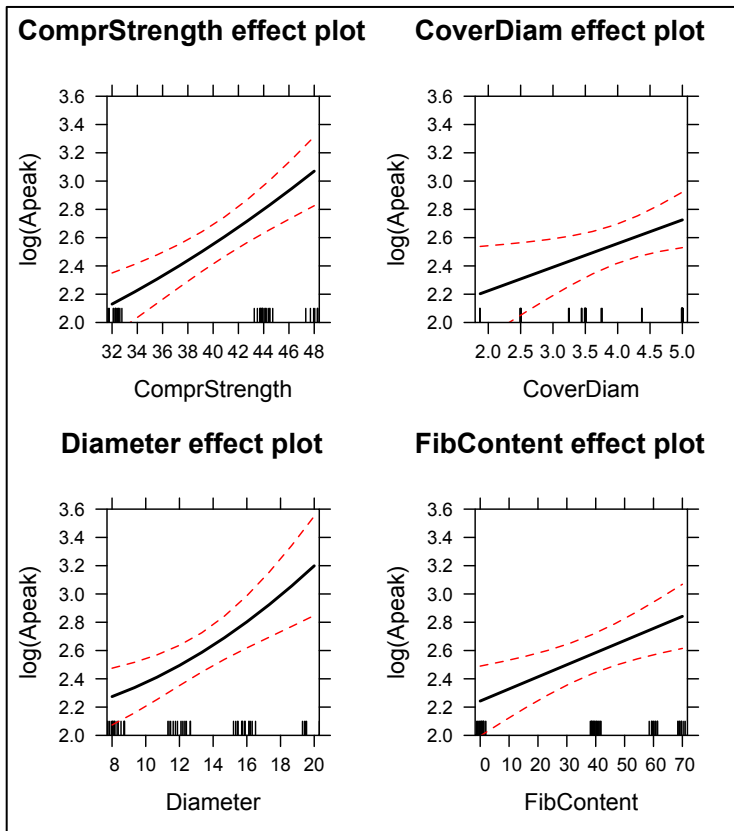 ComprStrength effect plot
3.6
3.4
3.2
3.0
2.8
2.6
2.4
2.2
2.0
log(Apeak)
32 34 36 38 40 42 44 46 48
ComprStrength
CoverDiam effect plot
3.6
3.4
3.2
3.0
2.8
2.6
2.4
2.2
2.0
log(Apeak)
2.0 2.5 3.0 3.5 4.0 4.5 5.0
CoverDiam
Diameter effect plot
3.6
3.4
3.2
3.0
2.8
2.6
2.4
2.2
2.0
log(Apeak)
8 10 12 14 16 18 20
Diameter
FibContent effect plot
3.6
3.4
3.2
3.0
2.8
2.6
2.4
2.2
2.0
log(Apeak)
0 10 20 30 40 50 60 70
FibContent